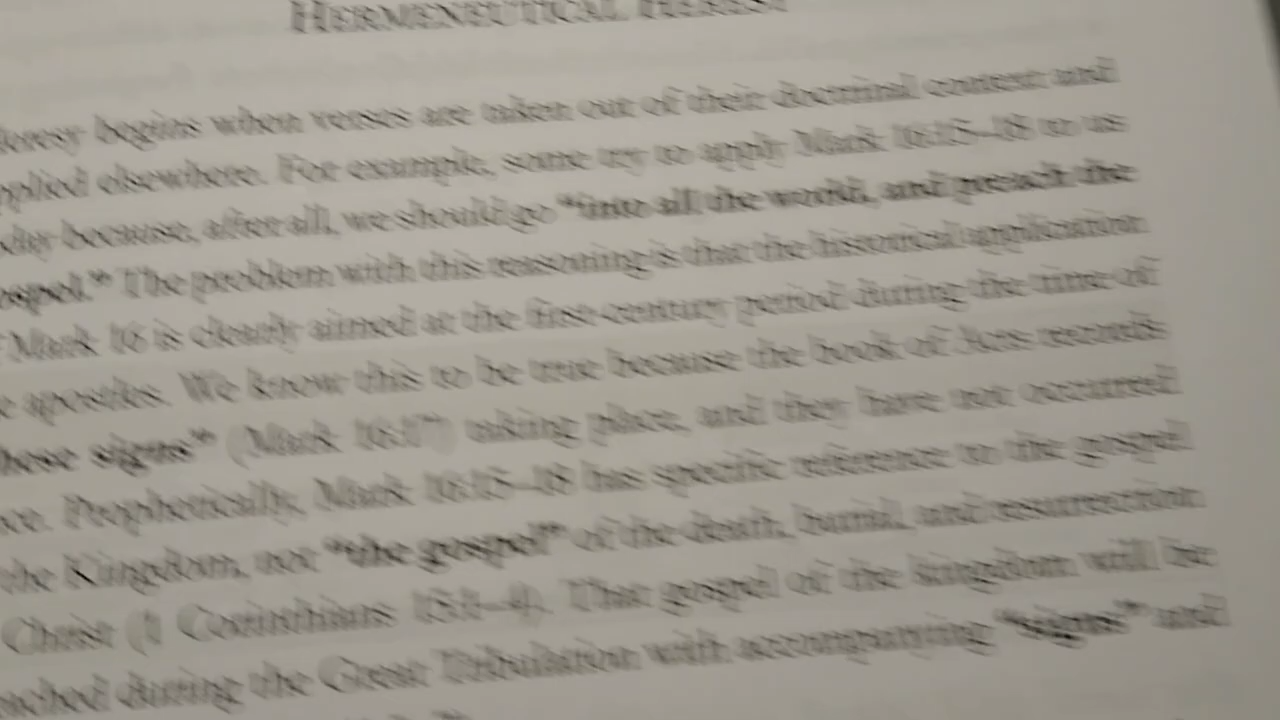 HERMENEUTICAL HERESY
begins when verses are taken out of their doctrinal context and
elsewhere. For example, some try to apply Mark 16:15–18 to us
because, after all, we should go "into all the world, and preach the
The problem with this reasoning is that the historical application
Mark 16 is clearly aimed at the first-century period during the time of
apostles. We know this to be true because the book of Acts records
signs" (Mark 16:17) taking place, and they have not occurred
Prophetically, Mark 16:15–18 has specific reference to the gospel
the Kingdom, not "the gospel" of the death, burial, and resurrection
Christ (1 Corinthians 15:1–4). That gospel of the kingdom will be
during the Great Tribulation with accompanying "signs" and